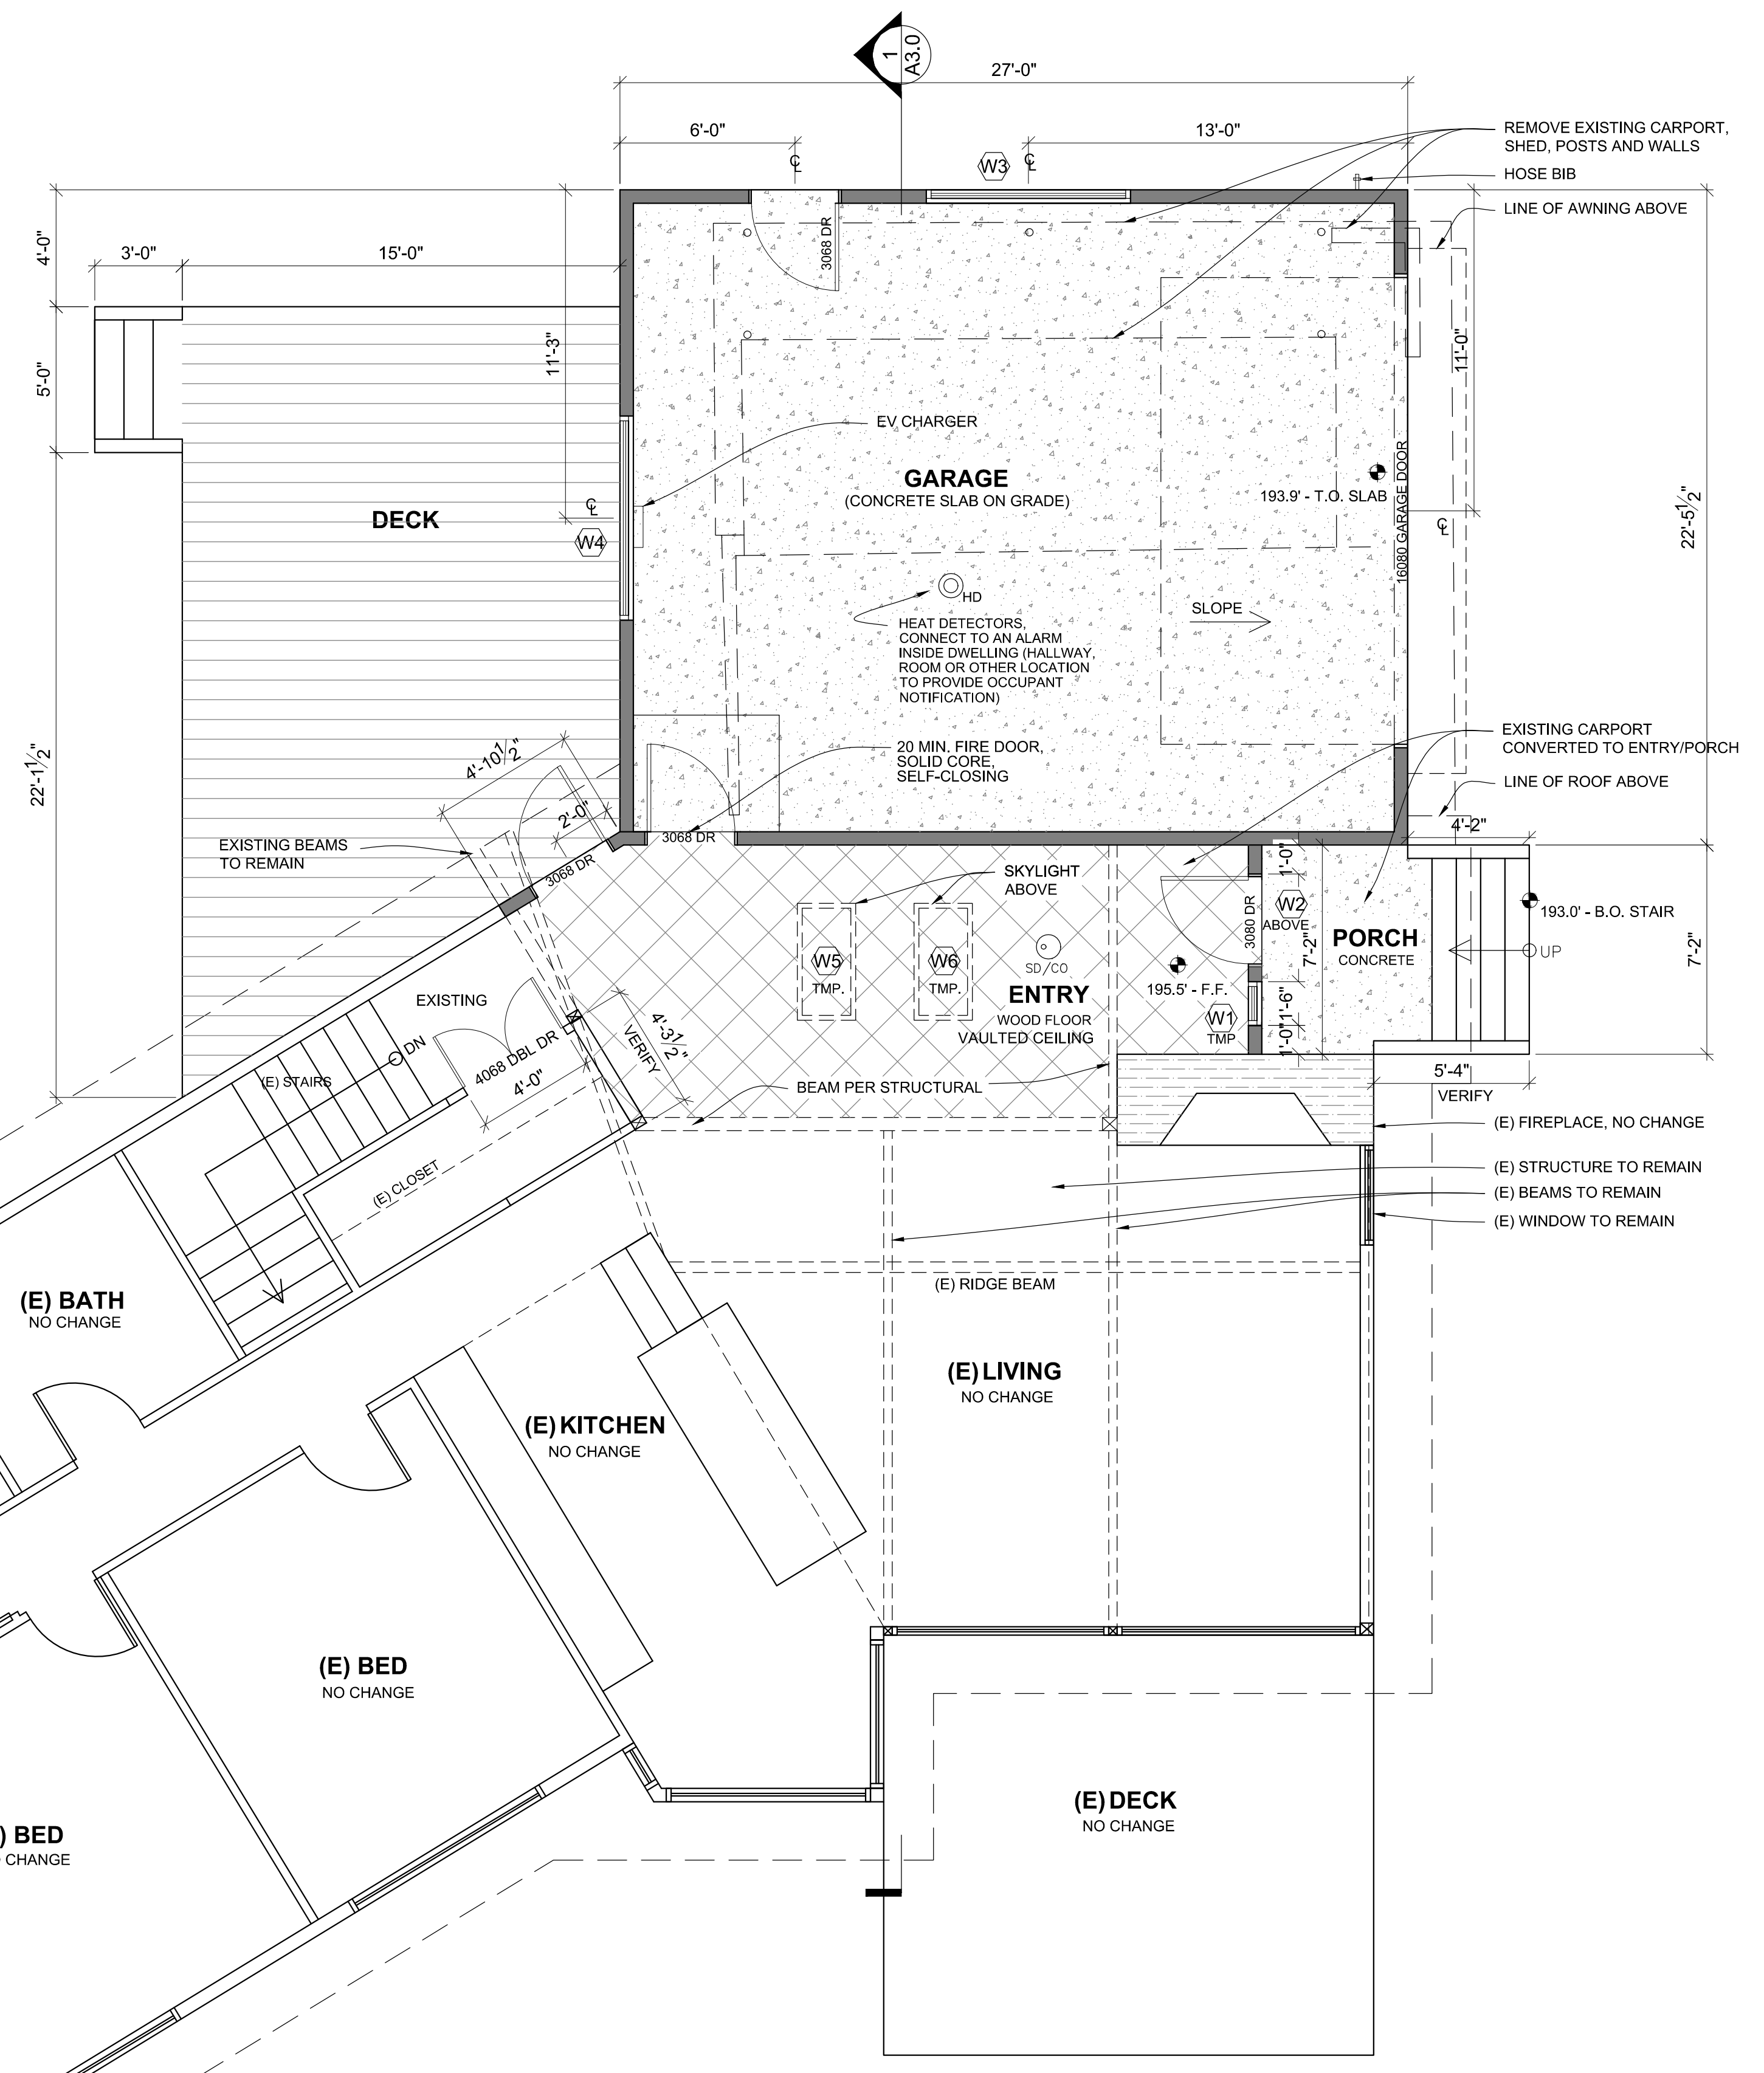 1
A3.0
27'-0"
6'-0"
13'-0"
W3
REMOVE EXISTING CARPORT,
SHED, POSTS AND WALLS
HOSE BIB
LINE OF AWNING ABOVE
4'-0"
3'-0"
15'-0"
3068 DR
11'-3"
11'-0"
5'-0"
EV CHARGER
GARAGE
(CONCRETE SLAB ON GRADE)
193.9' - T.O. SLAB
16080 GARAGE DOOR
22'-5 1/2"
DECK
W4
HD
SLOPE
HEAT DETECTORS,
CONNECT TO AN ALARM
INSIDE DWELLING (HALLWAY,
ROOM OR OTHER LOCATION
TO PROVIDE OCCUPANT
NOTIFICATION)
22'-1 1/2"
4'-10 1/2"
2'-0"
20 MIN. FIRE DOOR,
SOLID CORE,
SELF-CLOSING
EXISTING CARPORT
CONVERTED TO ENTRY/PORCH
LINE OF ROOF ABOVE
4'-2"
EXISTING BEAMS
TO REMAIN
3068 DR
3068 DR
SKYLIGHT
ABOVE
1'-0"
W2
ABOVE
3080 DR
7'-2"
PORCH
CONCRETE
193.0' - B.O. STAIR
UP
7'-2"
W5
TMP.
W6
TMP.
SD/CO
ENTRY
WOOD FLOOR
VAULTED CEILING
195.5' - F.F.
W1
TMP
1'-6"
1'-0"
EXISTING
DN
(E) STAIRS
4068 DBL DR
4'-0"
4'-3 1/2"
VERIFY
BEAM PER STRUCTURAL
5'-4"
VERIFY
(E) FIREPLACE, NO CHANGE
(E) STRUCTURE TO REMAIN
(E) BEAMS TO REMAIN
(E) WINDOW TO REMAIN
(E) CLOSET
(E) RIDGE BEAM
(E) BATH
NO CHANGE
(E) LIVING
NO CHANGE
(E) KITCHEN
NO CHANGE
(E) BED
NO CHANGE
(E) DECK
NO CHANGE
) BED
CHANGE